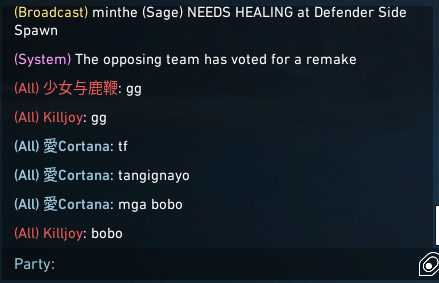 (Broadcast) minthe (Sage) NEEDS HEALING at Defender Side
Spawn
(System) The opposing team has voted for a remake
(All) 少女与鹿鞭: gg
(All) Killjoy: gg
(All) 愛Cortana: tf
(All) 愛Cortana: tangignayo
(All) 愛Cortana: mga bobo
(All) Killjoy: bobo
Party: